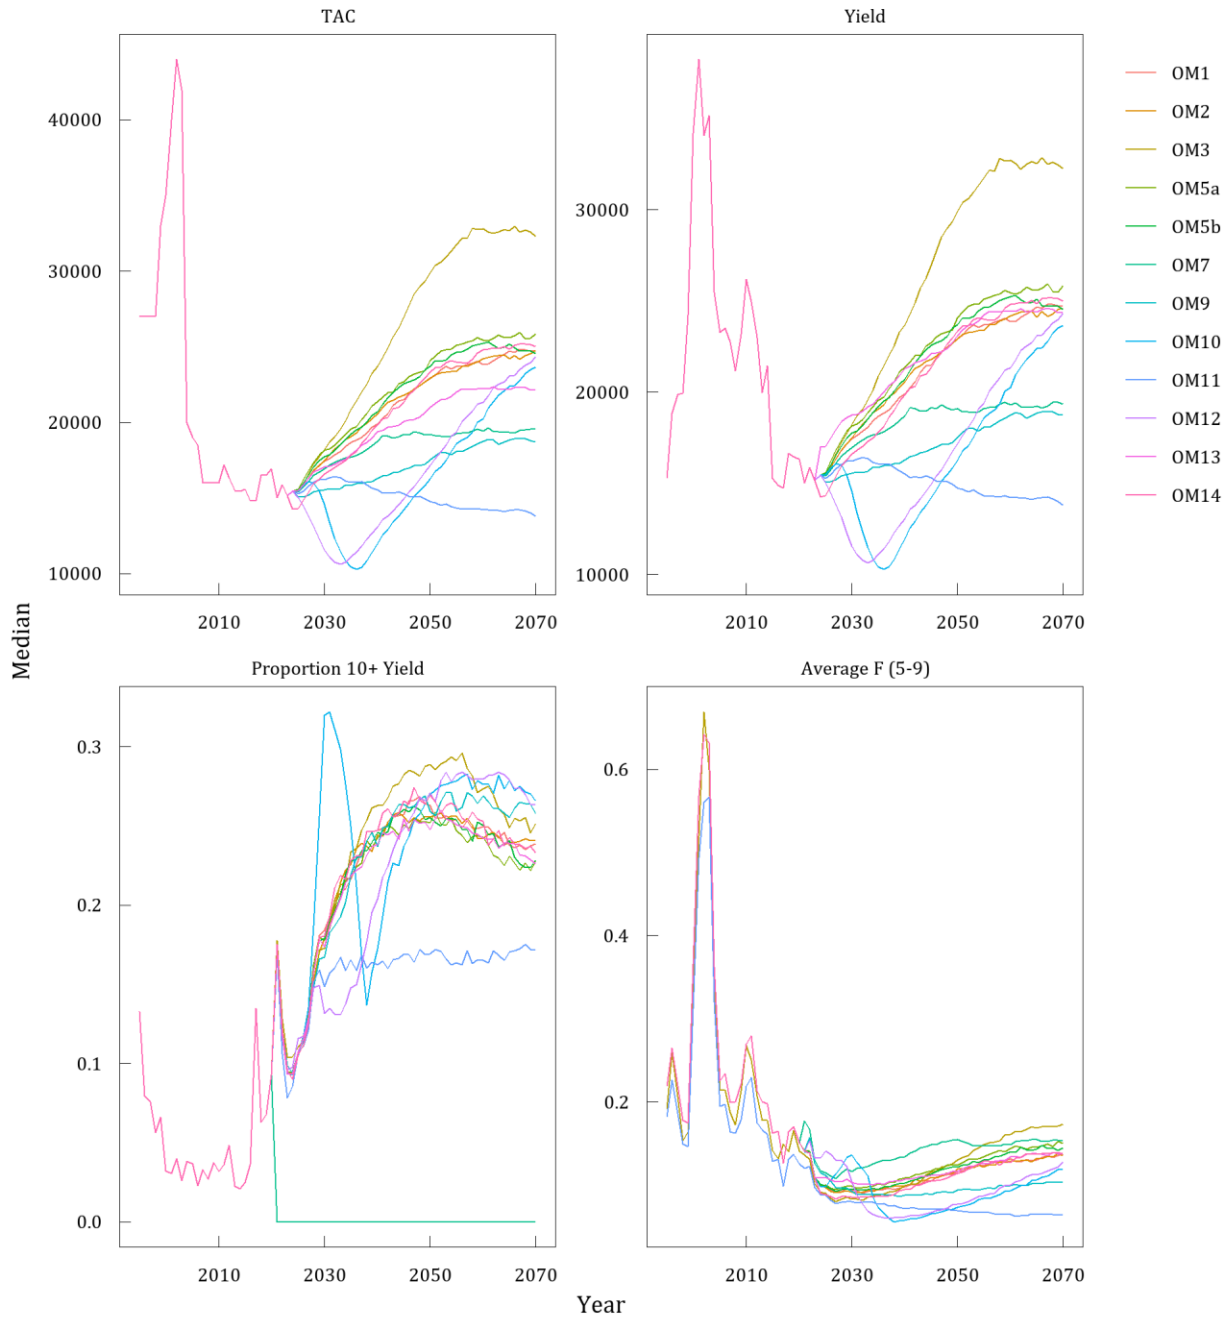 TAC
Yield
40000
30000
20000
10000
30000
20000
10000
2010 2030 2050 2070
2010 2030 2050 2070
OM1
OM2
OM3
OM5a
OM5b
OM7
OM9
OM10
OM11
OM12
OM13
OM14
Median
Proportion 10+ Yield
Average F (5-9)
0.3
0.2
0.1
0.0
0.6
0.4
0.2
2010 2030 2050 2070
2010 2030 2050 2070
Year